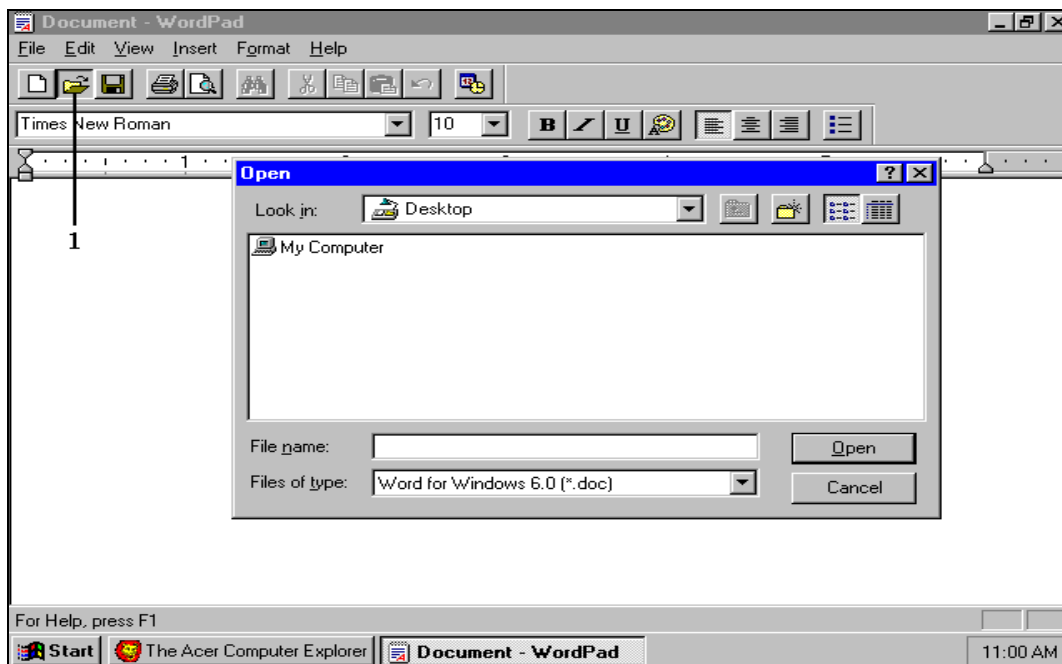 Document - WordPad
File Edit View Insert Format Help
Times New Roman 10 B I U
1
Open
Look in: Desktop
1
My Computer
File name: Open
Files of type: Word for Windows 6.0 (*.doc) Cancel
For Help, press F1
Start The Acer Computer Explorer Document - WordPad 11:00 AM